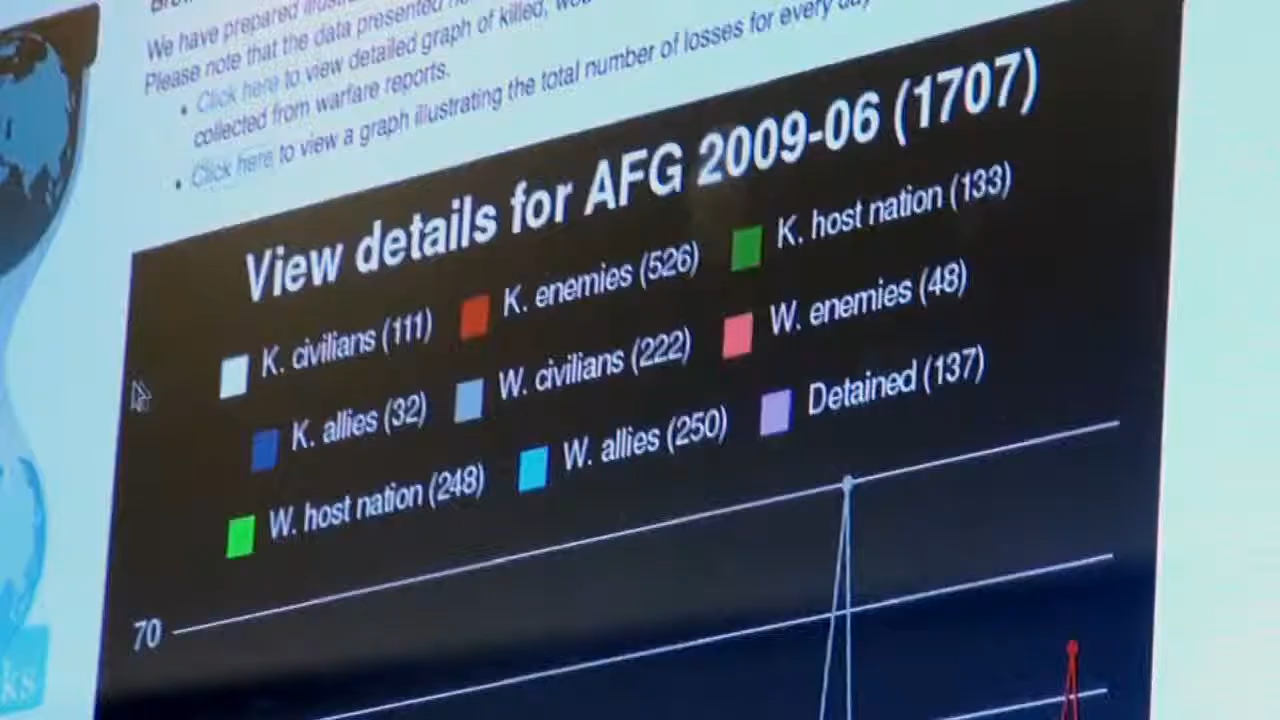 We have prepared
Please note that the data presented
Click here to view detailed graph of killed,
collected from warfare reports.
Click here to view a graph illustrating the total number of losses for every day
View details for AFG 2009-06 (1707)
K. civilians (111) K. enemies (526) K. host nation (133)
K. allies (32) W. civilians (222) W. enemies (48)
W. host nation (248) W. allies (250) Detained (137)
70
ks